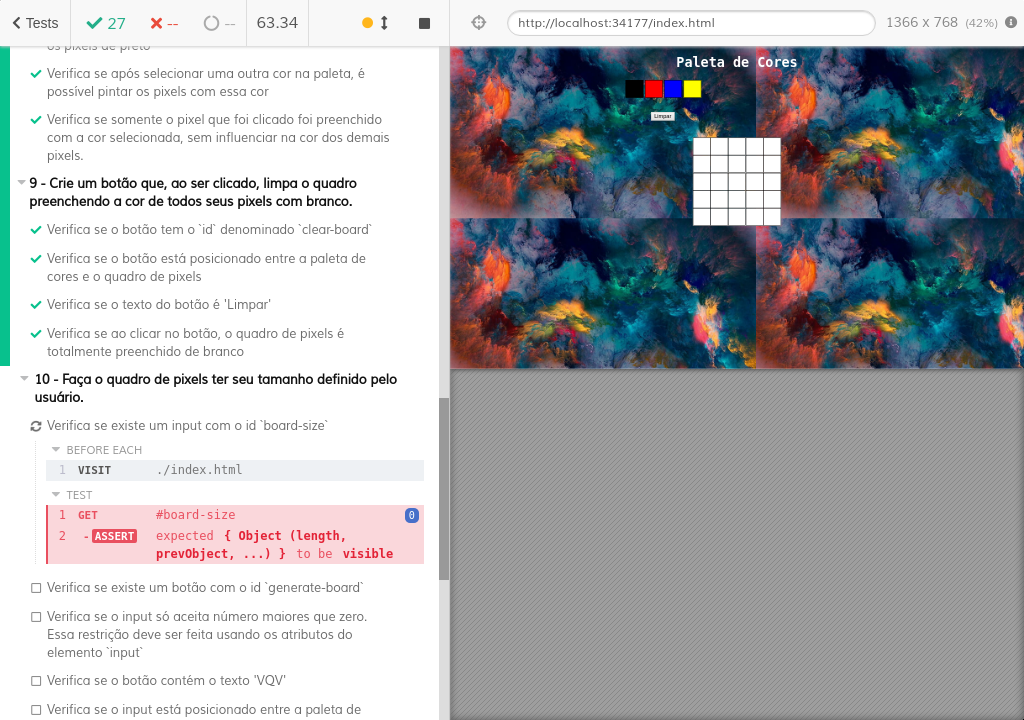 Tests 27 -- -- 63.34
http://localhost:34177/index.html 1366 x 768 (42%)
os pixels de preto
Verifica se após selecionar uma outra cor na paleta, é
possível pintar os pixels com essa cor
Verifica se somente o pixel que foi clicado foi preenchido
com a cor selecionada, sem influenciar na cor dos demais
pixels.
9 - Crie um botão que, ao ser clicado, limpa o quadro
preenchendo a cor de todos seus pixels com branco.
Verifica se o botão tem o `id` denominado `clear-board`
Verifica se o botão está posicionado entre a paleta de
cores e o quadro de pixels
Verifica se o texto do botão é 'Limpar'
Verifica se ao clicar no botão, o quadro de pixels é
totalmente preenchido de branco
10 - Faça o quadro de pixels ter seu tamanho definido pelo
usuário.
Verifica se existe um input com o id `board-size`
BEFORE EACH
1 VISIT ./index.html
TEST
1 GET #board-size 0
2 -ASSERT expected { Object (length,
prevObject, ...) } to be visible
Verifica se existe um botão com o id `generate-board`
Verifica se o input só aceita número maiores que zero.
Essa restrição deve ser feita usando os atributos do
elemento `input`
Verifica se o botão contém o texto 'VQV'
Verifica se o input está posicionado entre a paleta de
Paleta de Cores
Limpar